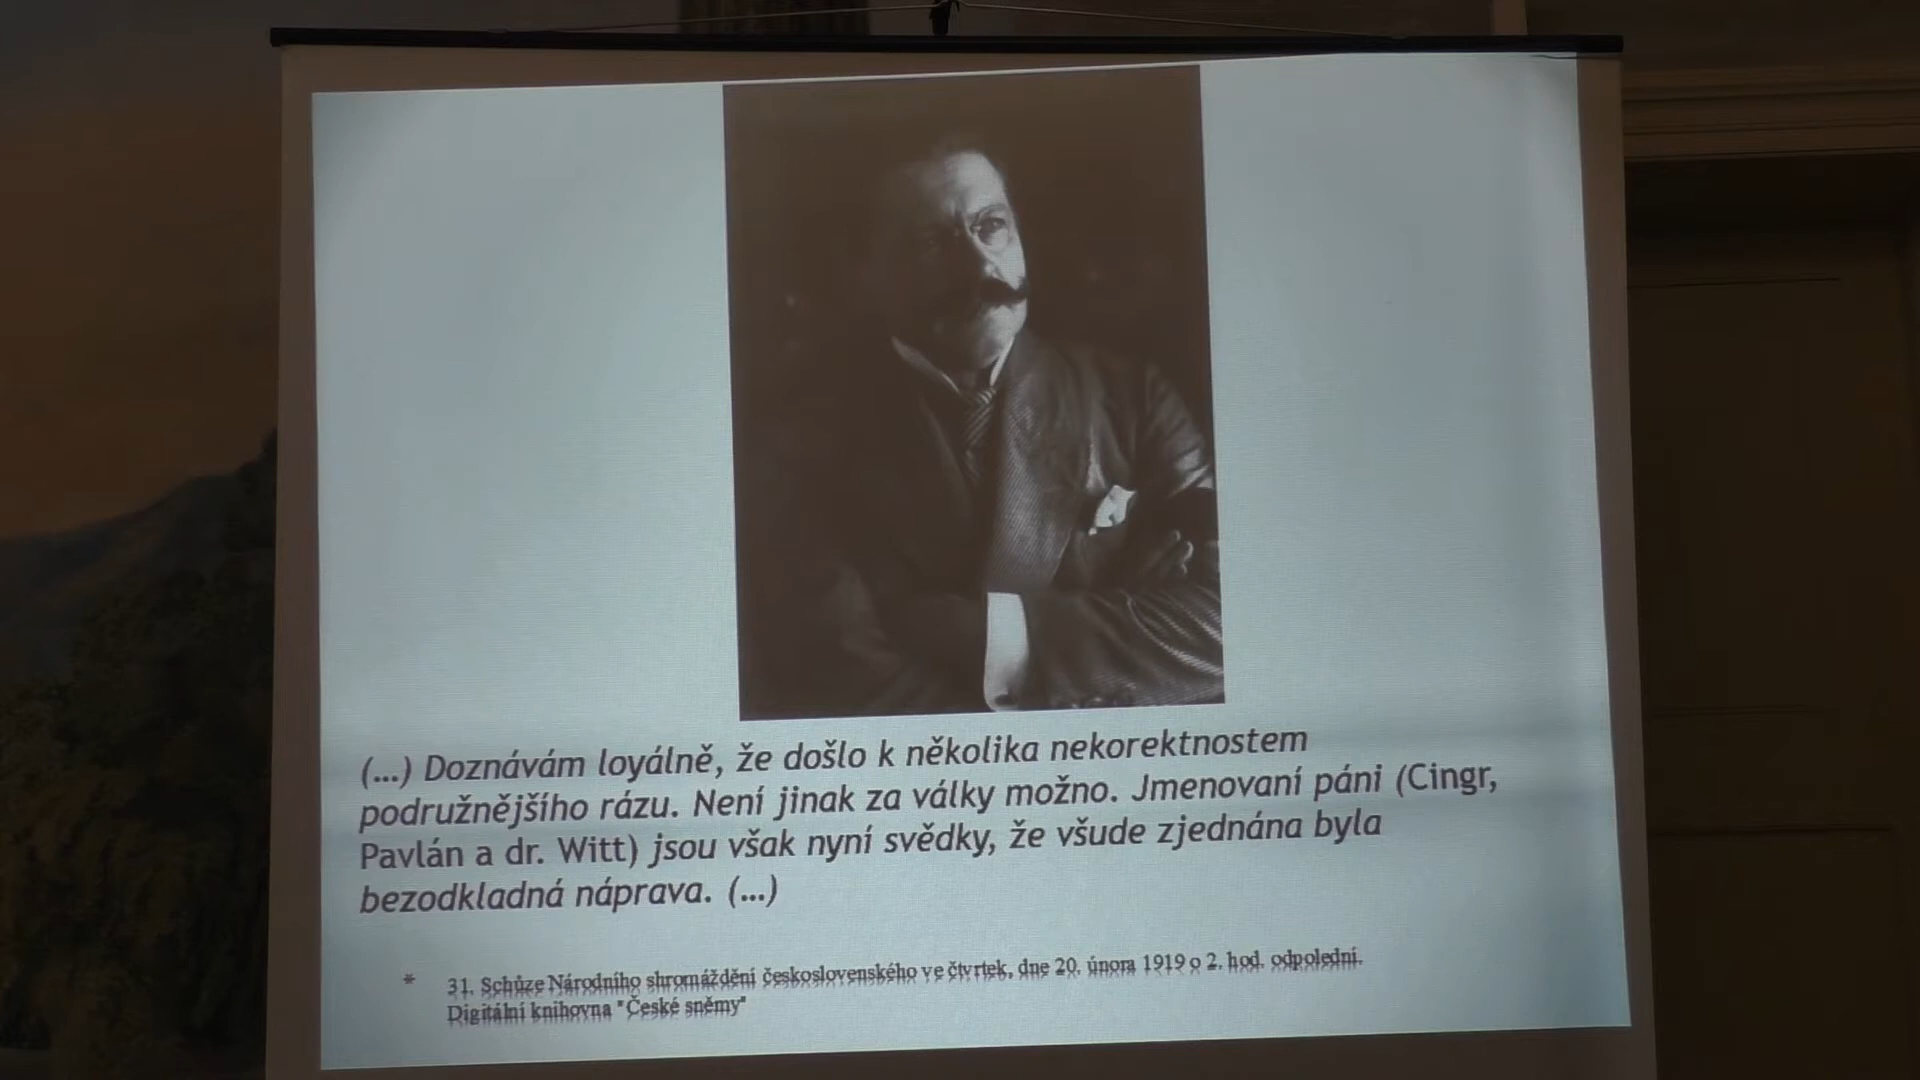 (...) Doznávám loyálně, že došlo k několika nekorektnostem
podružnějšího rázu. Není jinak za války možno. Jmenovaní páni (Cingr,
Pavlán a dr. Witt) jsou však nyní svědky, že všude zjednána byla
bezodkladná náprava. (...)
* 31. Schůze Národního shromáždění československého ve čtvrtek, dne 20. února 1919 o 2. hod. odpolední.
Digitální knihovna "České sněmy"